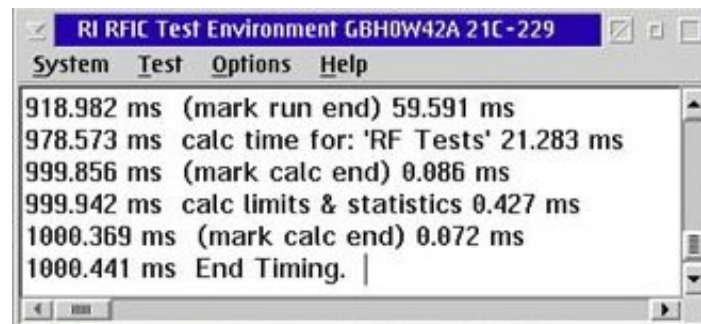 RI RFIC Test Environment GBH0W42A 21C-229
System Test Options Help
918.982 ms (mark run end) 59.591 ms
978.573 ms calc time for: 'RF Tests' 21.283 ms
999.856 ms (mark calc end) 0.086 ms
999.942 ms calc limits & statistics 0.427 ms
1000.369 ms (mark calc end) 0.072 ms
1000.441 ms End Timing.